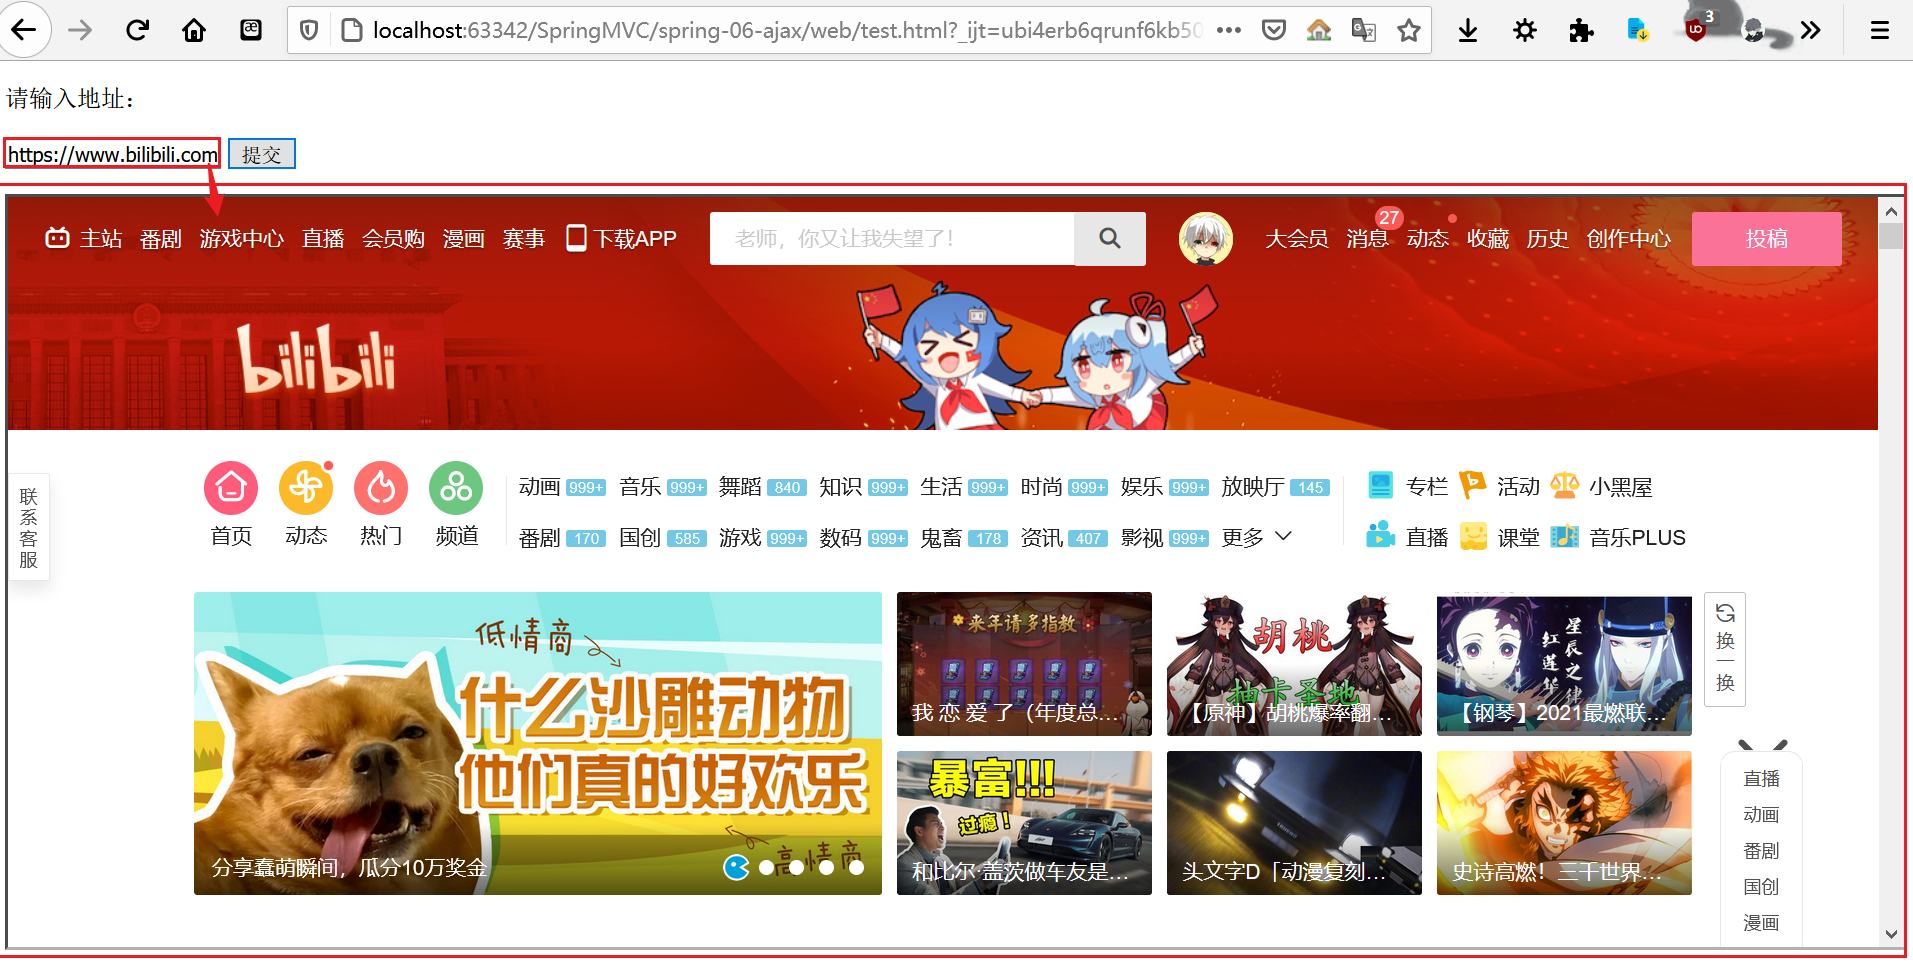 localhost:63342/SpringMVC/spring-06-ajax/web/test.html?_ijt=ubi4erb6qrunf6kb50
3
请输入地址：
https://www.bilibili.com 提交
主站 番剧 游戏中心 直播 会员购 漫画 赛事 下载APP 老师，你又让我失望了！ 大会员 消息 27 动态 收藏 历史 创作中心 投稿
bilibili
联系客服
首页 动态 热门 频道
动画 999+ 音乐 999+ 舞蹈 840 知识 999+ 生活 999+ 时尚 999+ 娱乐 999+ 放映厅 145 专栏 活动 小黑屋
番剧 170 国创 585 游戏 999+ 数码 999+ 鬼畜 178 资讯 407 影视 999+ 更多 直播 课堂 音乐PLUS
低情商
什么沙雕动物
他们真的好欢乐
高情商
分享蠢萌瞬间，瓜分10万奖金
来年请多指教
我 恋 爱 了（年度总…
胡桃
抽卡圣地
【原神】胡桃爆率翻…
星辰之律
红莲华
【钢琴】2021最燃联…
换一换
暴富!!!
过瘾！
和比尔·盖茨做车友是…
头文字D「动漫复刻…
史诗高燃！三千世界…
直播
动画
番剧
国创
漫画